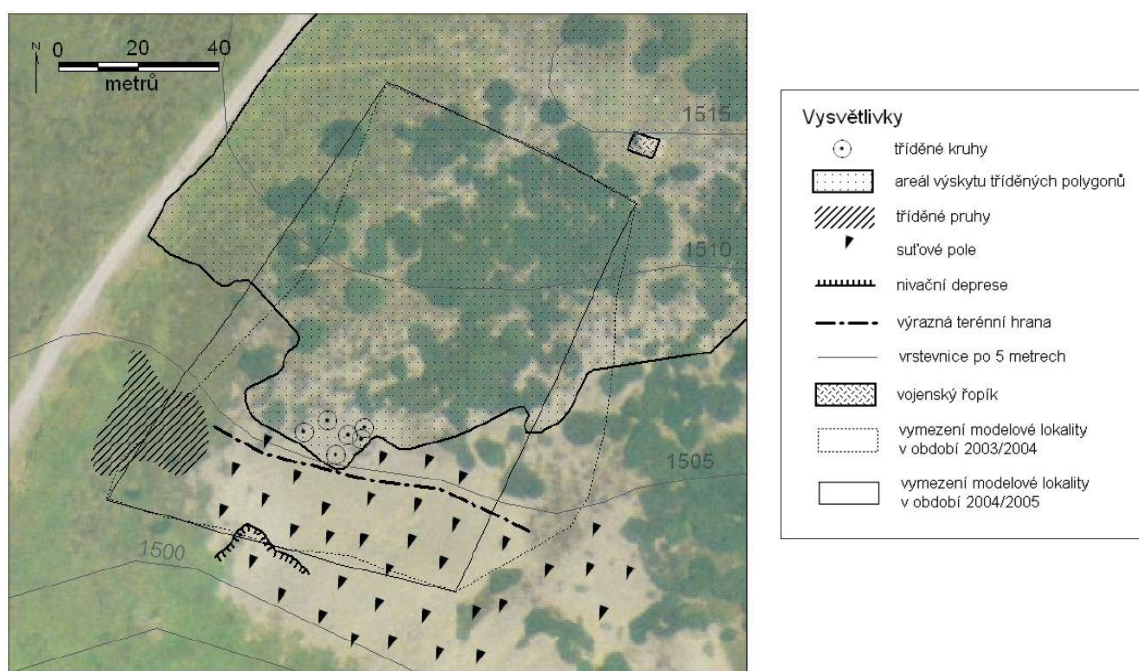 N
0 20 40
metrů
1515
1510
1505
1500
Vysvětlivky
tříděné kruhy
areál výskytu tříděných polygonů
tříděné pruhy
suťové pole
nivační deprese
výrazná terénní hrana
vrstevnice po 5 metrech
vojenský řopík
vymezení modelové lokality
v období 2003/2004
vymezení modelové lokality
v období 2004/2005